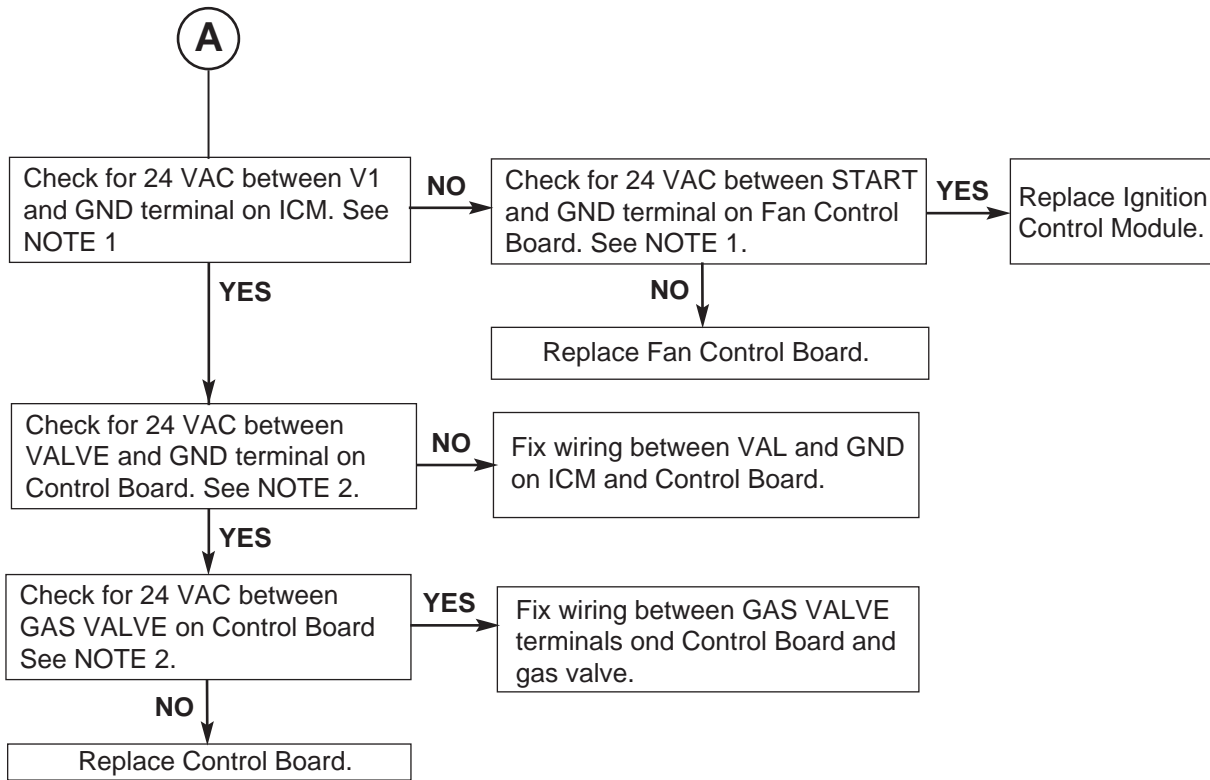 A
Check for 24 VAC between V1
and GND terminal on ICM. See
NOTE 1
NO
Check for 24 VAC between START
and GND terminal on Fan Control
Board. See NOTE 1.
YES
Replace Ignition
Control Module.
YES
NO
Replace Fan Control Board.
Check for 24 VAC between
VALVE and GND terminal on
Control Board. See NOTE 2.
NO
Fix wiring between VAL and GND
on ICM and Control Board.
YES
Check for 24 VAC between
GAS VALVE on Control Board
See NOTE 2.
YES
Fix wiring between GAS VALVE
terminals ond Control Board and
gas valve.
NO
Replace Control Board.